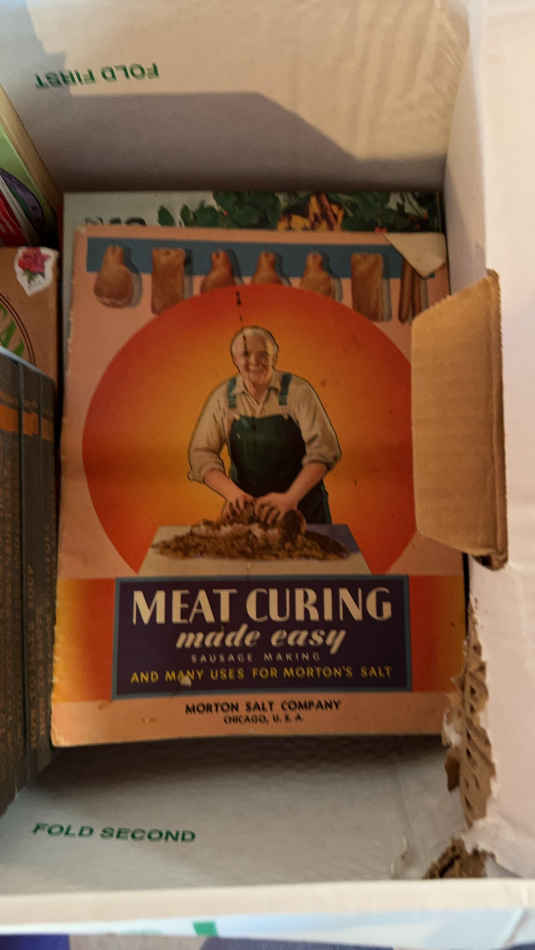 FOLD FIRST
MEAT CURING
made easy
SAUSAGE MAKING
AND MANY USES FOR MORTON'S SALT
MORTON SALT COMPANY
CHICAGO, U. S. A.
FOLD SECOND